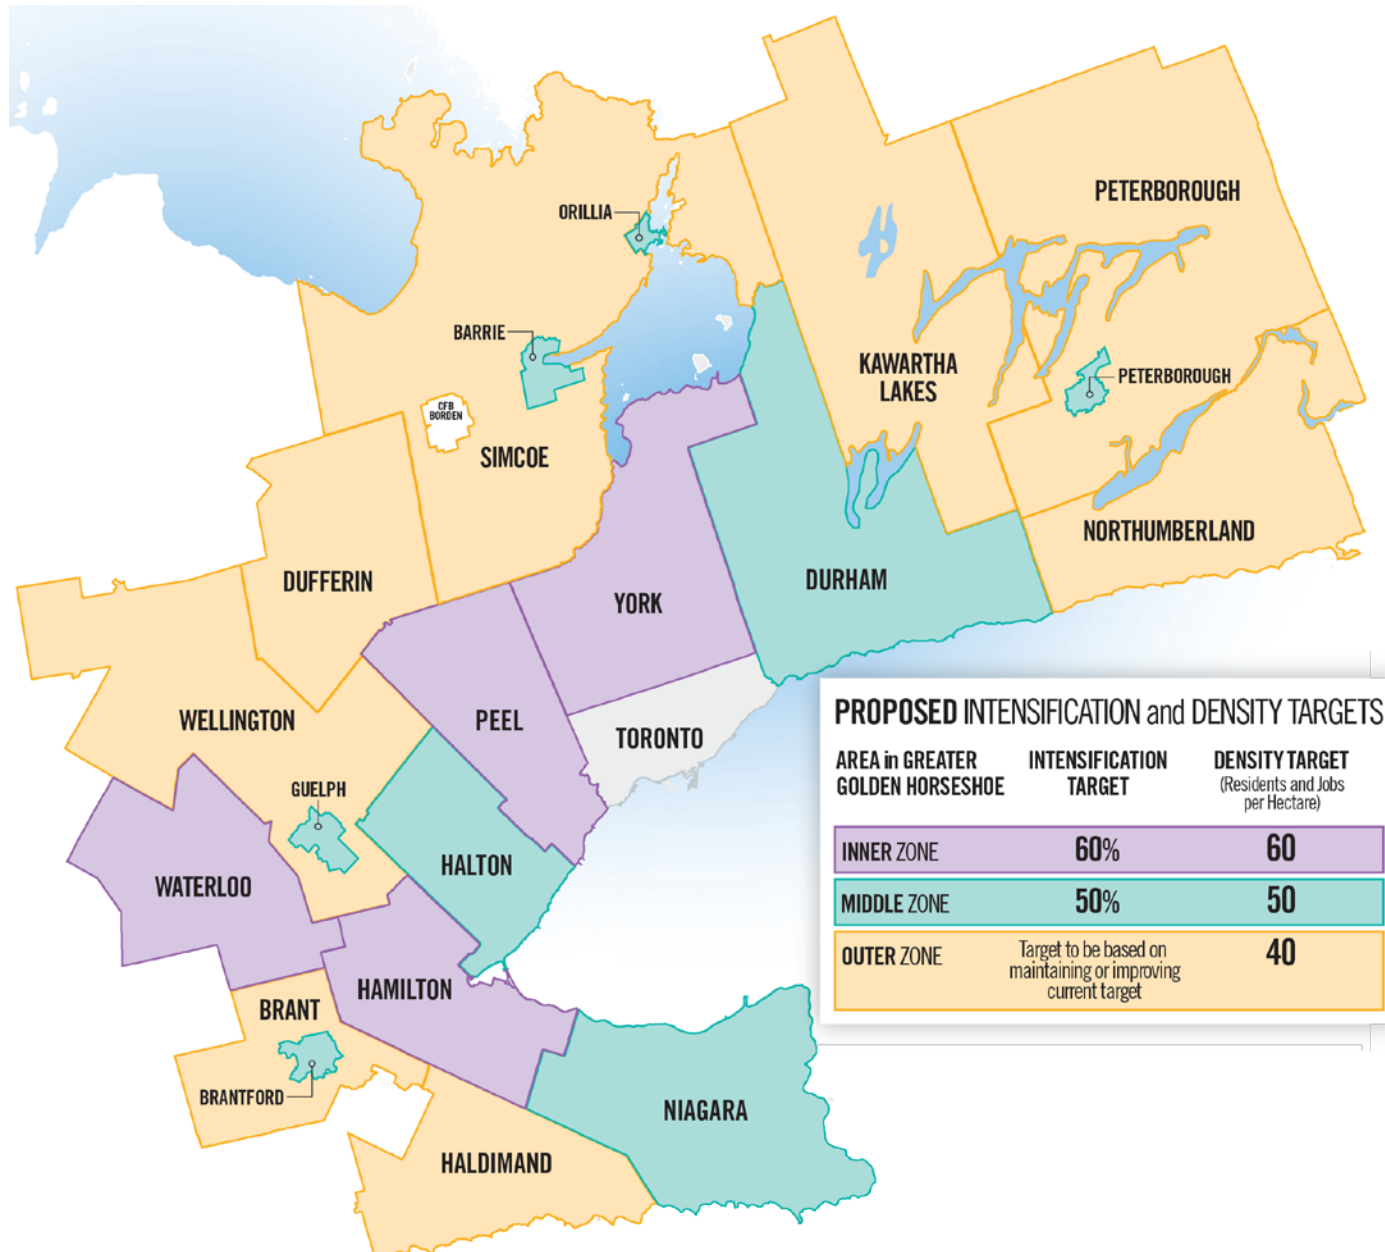 PETERBOROUGH
ORILLIA
BARRIE
KAWARTHA
LAKES
PETERBOROUGH
CFB
BORDEN
SIMCOE
NORTHUMBERLAND
DUFFERIN
DURHAM
YORK
WELLINGTON
PEEL
TORONTO
GUELPH
HALTON
WATERLOO
HAMILTON
BRANT
BRANTFORD
NIAGARA
HALDIMAND
PROPOSED INTENSIFICATION and DENSITY TARGETS
AREA in GREATER
GOLDEN HORSESHOE
INTENSIFICATION
TARGET
DENSITY TARGET
(Residents and Jobs
per Hectare)
INNER ZONE 60% 60
MIDDLE ZONE 50% 50
OUTER ZONE
Target to be based on
maintaining or improving
current target
40